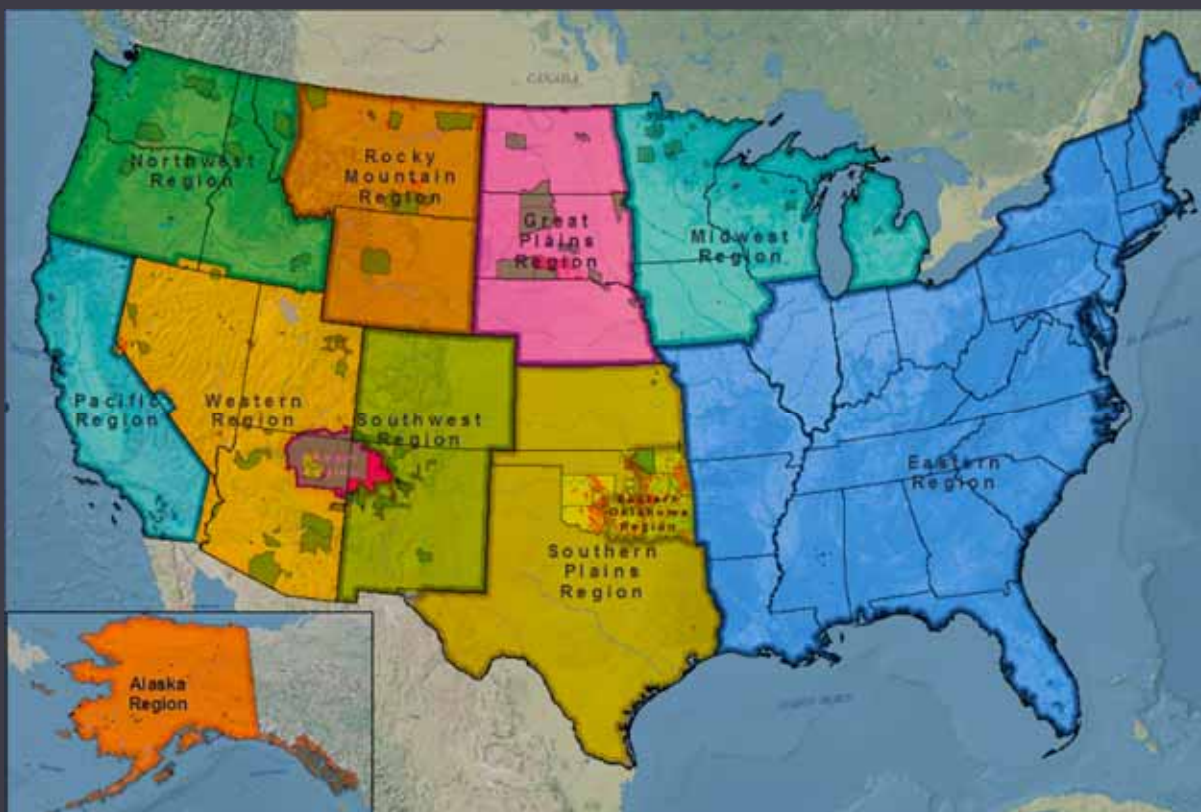 CANADA
Northwest
Region
Rocky
Mountain
Region
Great
Plains
Region
Midwest
Region
Pacific
Region
Western
Region
Southwest
Region
Eastern
Region
Eastern
Oklahoma
Region
Southern
Plains
Region
Alaska
Region